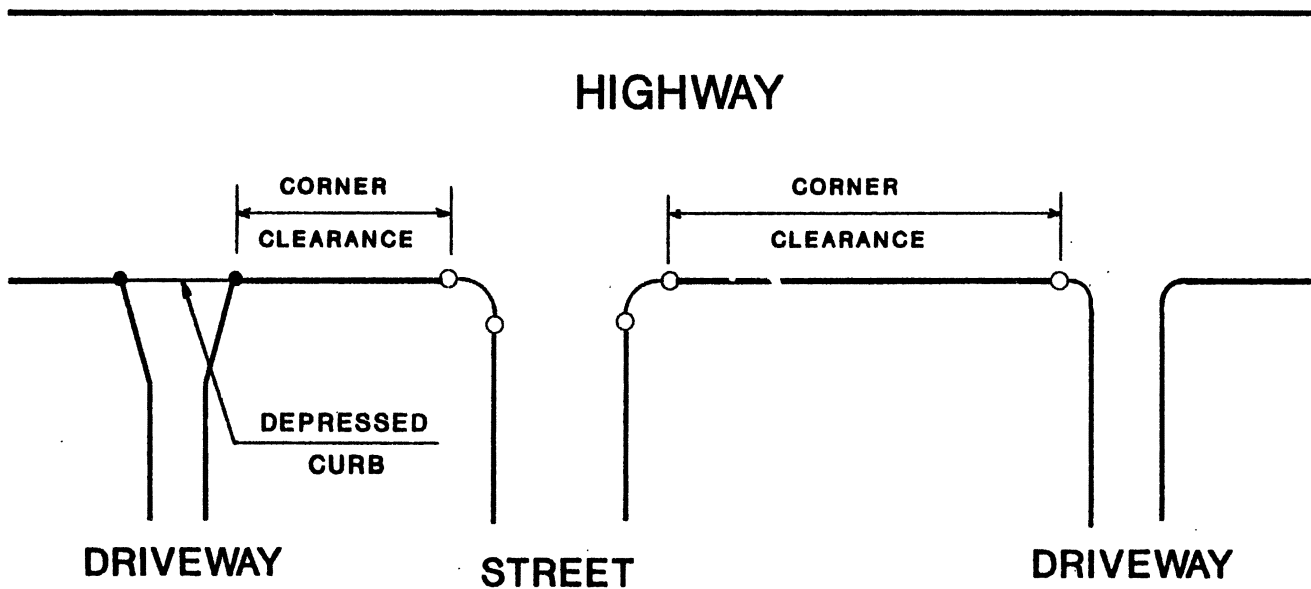 HIGHWAY
CORNER
CLEARANCE
CORNER
CLEARANCE
DEPRESSED
CURB
DRIVEWAY
STREET
DRIVEWAY